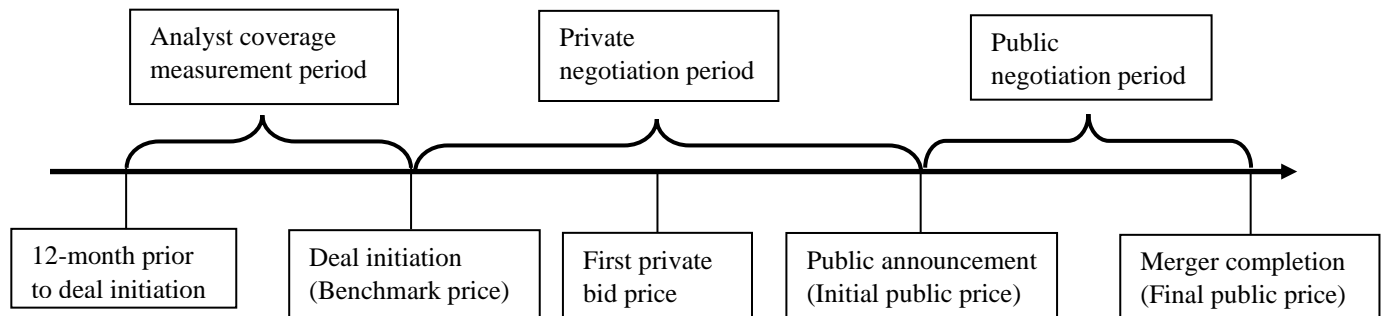 Analyst coverage
measurement period
Private
negotiation period
Public
negotiation period
12-month prior
to deal initiation
Deal initiation
(Benchmark price)
First private
bid price
Public announcement
(Initial public price)
Merger completion
(Final public price)